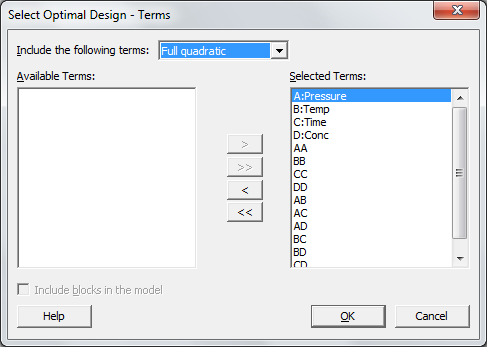 Select Optimal Design - Terms
Include the following terms: Full quadratic
Available Terms:
Selected Terms:
A:Pressure
B:Temp
C:Time
D:Conc
AA
BB
CC
DD
AB
AC
AD
BC
BD
CD
>
>>
<
<<
Include blocks in the model
Help
OK
Cancel